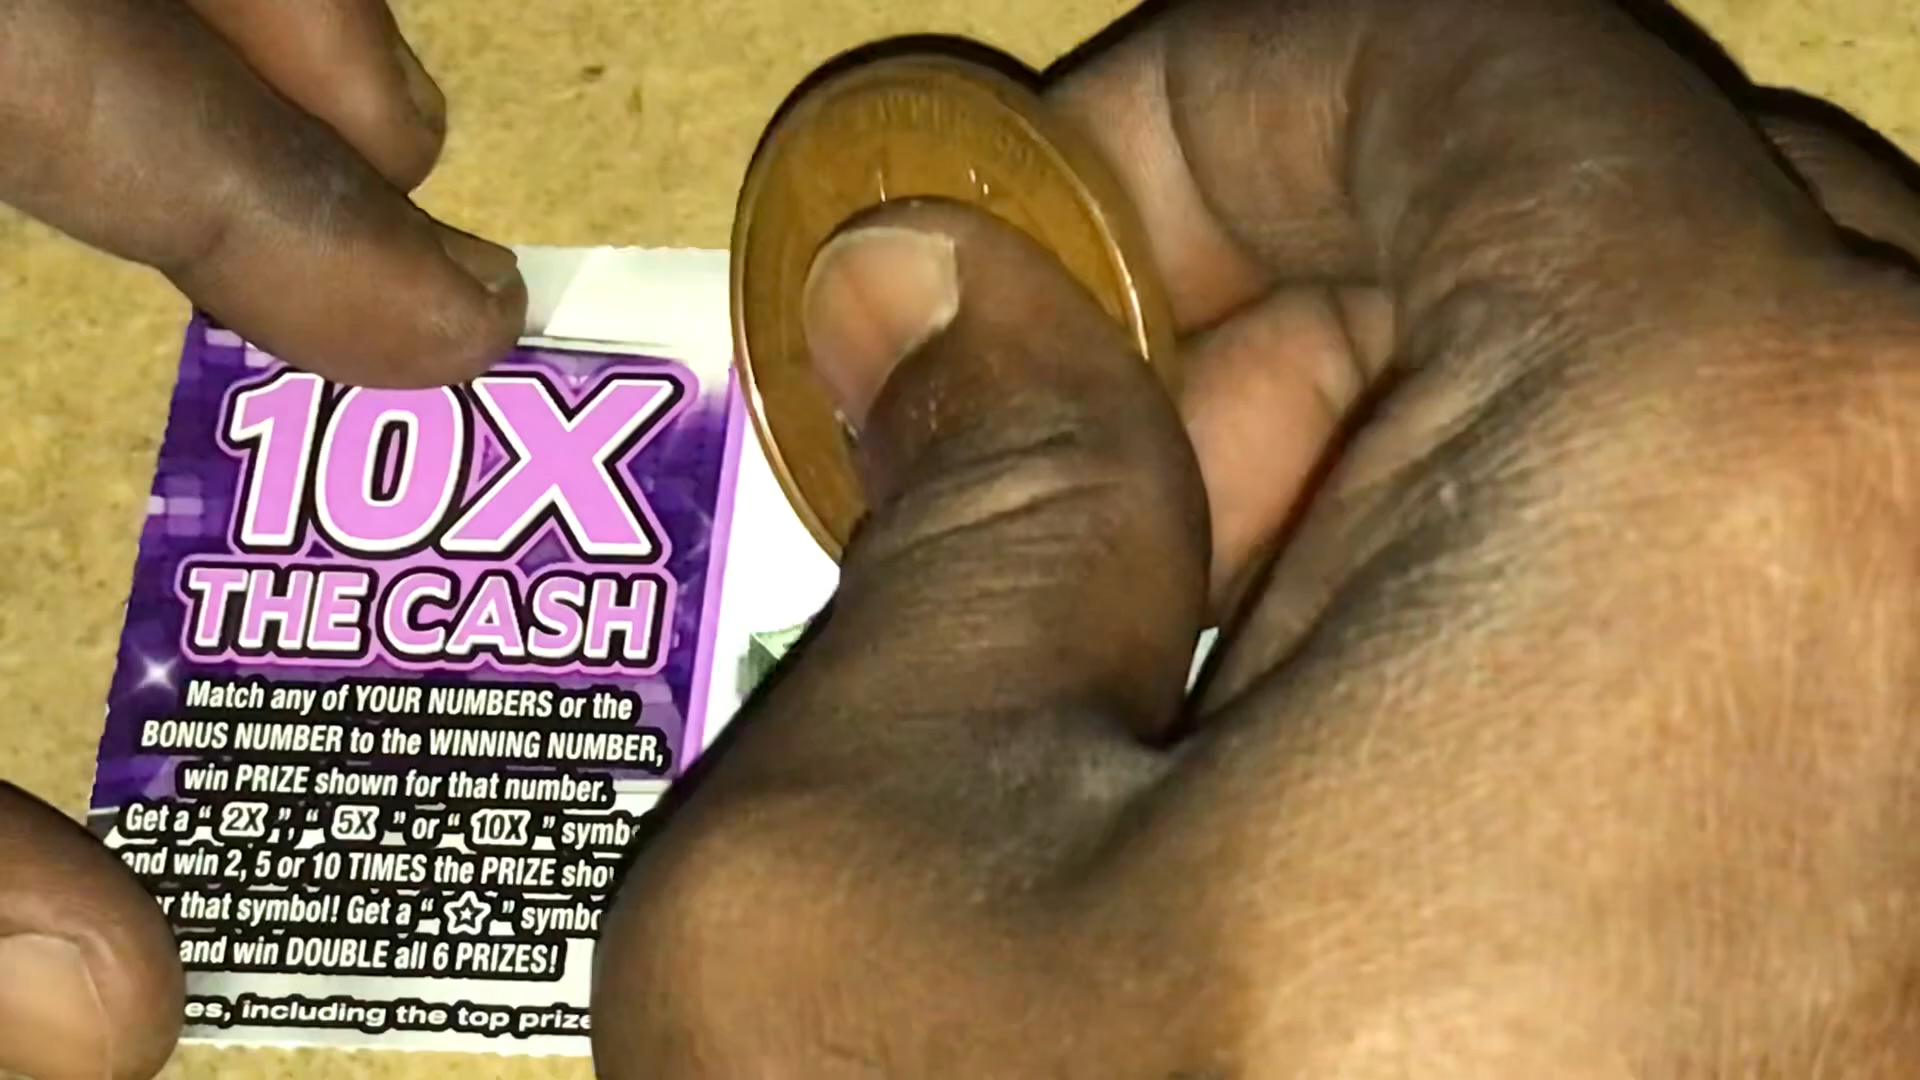 10X
THE CASH
Match any of YOUR NUMBERS or the
BONUS NUMBER to the WINNING NUMBER,
win PRIZE shown for that number.
Get a “ 2X ”, “ 5X ” or “ 10X ” symb
and win 2, 5 or 10 TIMES the PRIZE sho
r that symbol! Get a “ ☆ ” symbo
and win DOUBLE all 6 PRIZES!
es, including the top prize